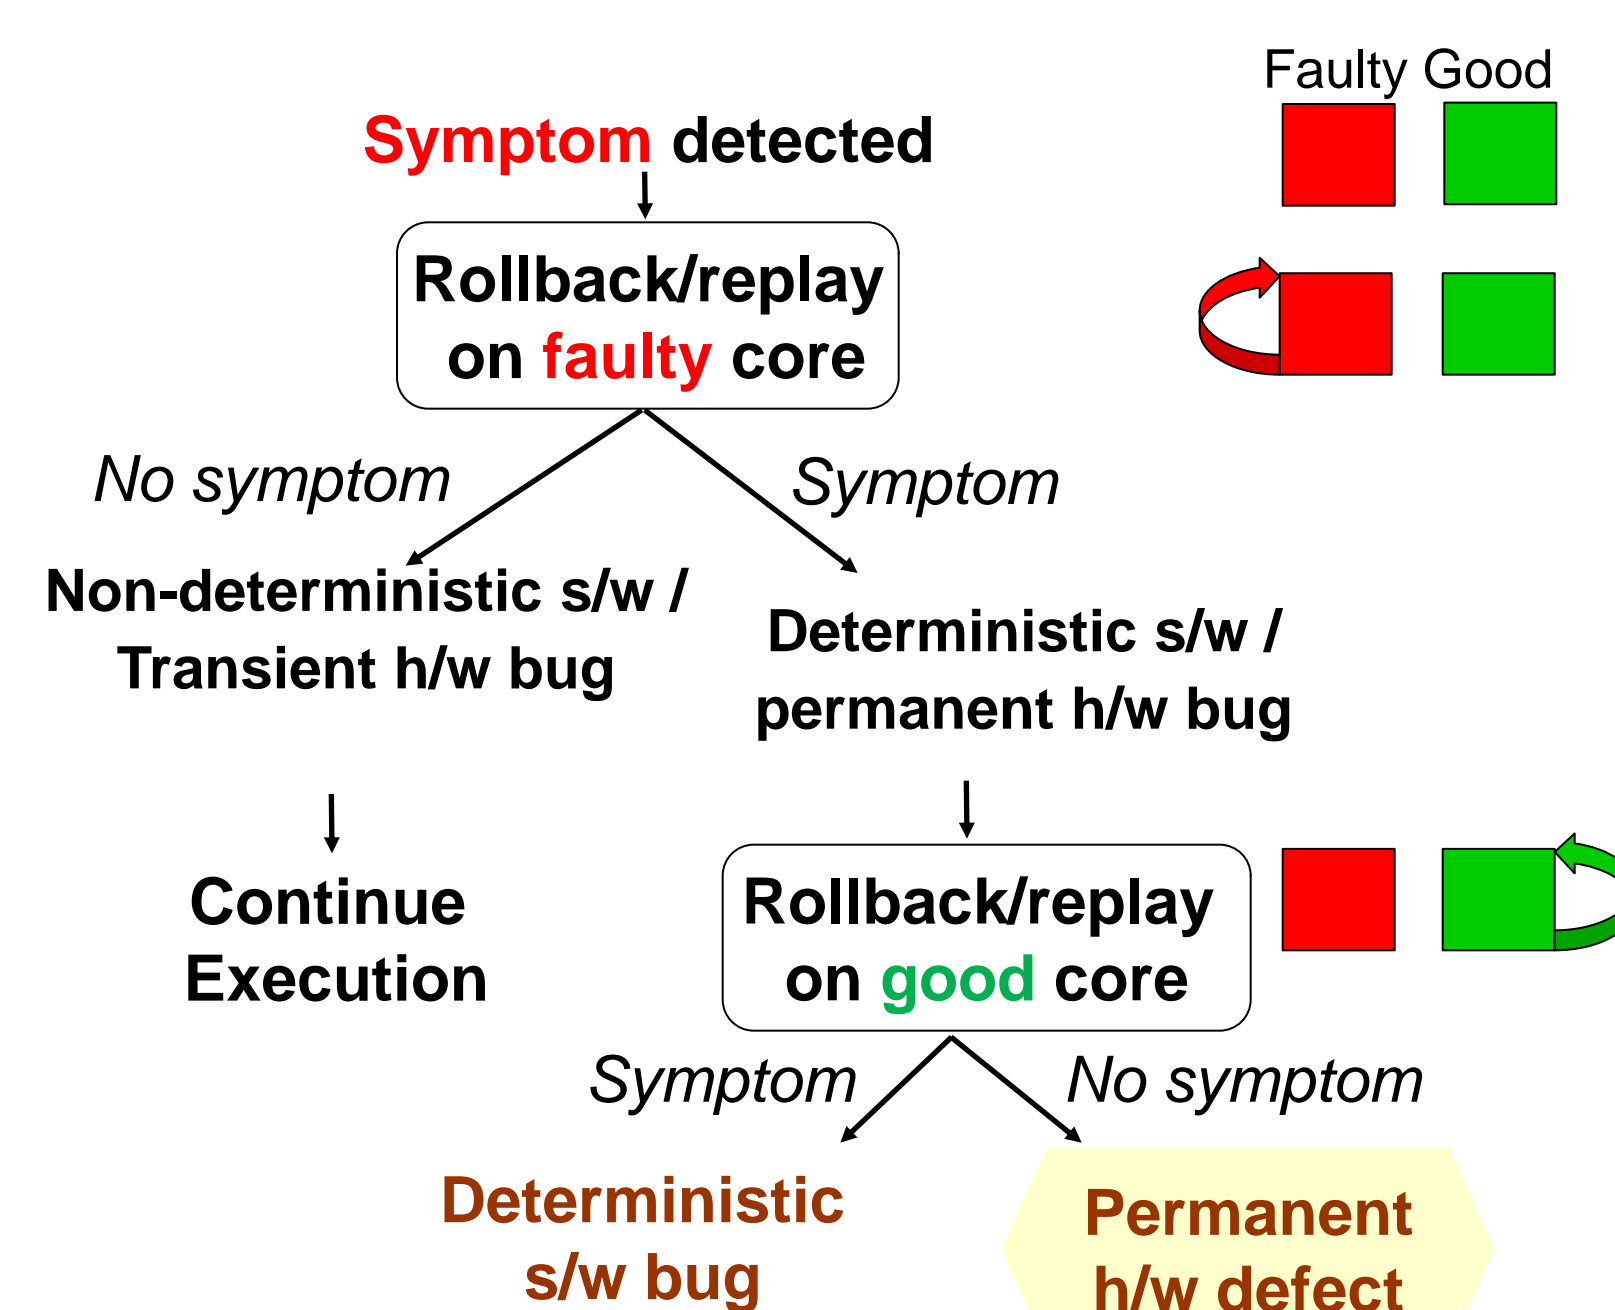 Faulty Good
Symptom detected
Rollback/replay
on faulty core
No symptom
Symptom
Non-deterministic s/w /
Transient h/w bug
Deterministic s/w /
permanent h/w bug
Continue
Execution
Rollback/replay
on good core
Symptom
No symptom
Deterministic
s/w bug
Permanent
h/w defect